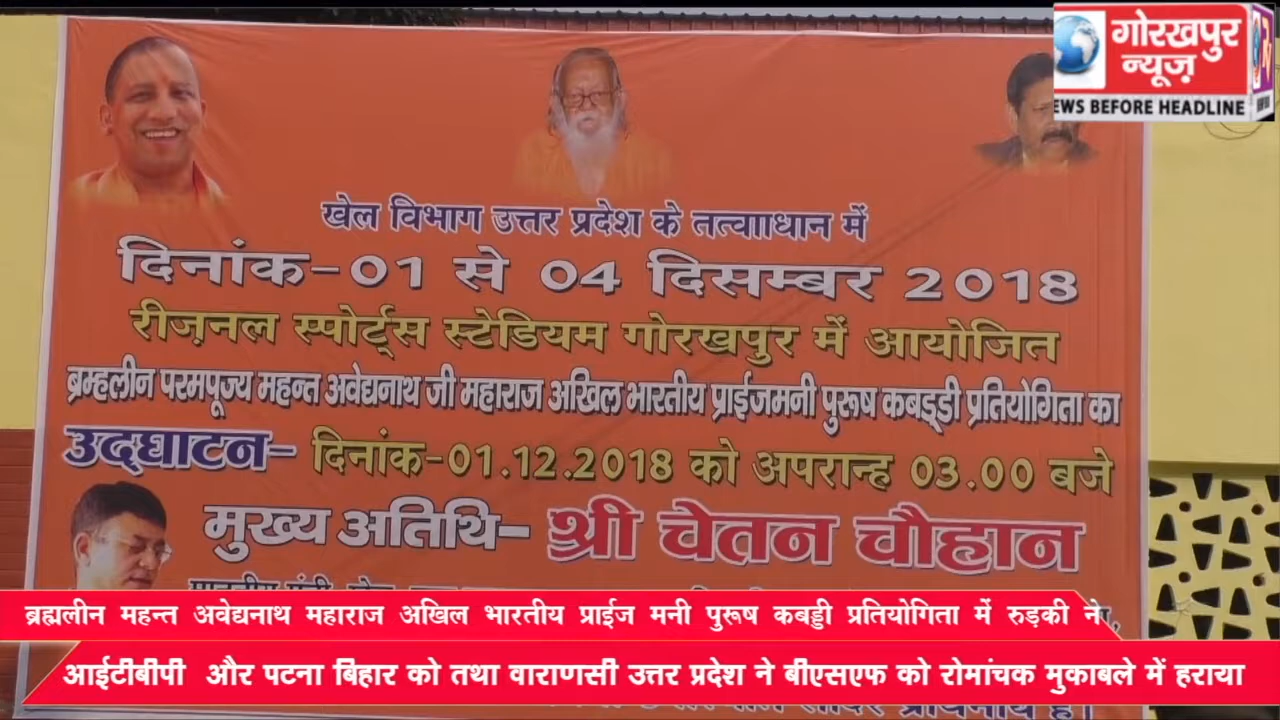 गोरखपुर
न्यूज़
EWS BEFORE HEADLINE
खेल विभाग उत्तर प्रदेश के तत्वााधान में
दिनांक-01 से 04 दिसम्बर 2018
रीज़नल स्पोर्ट्स स्टेडियम गोरखपुर में आयोजित
ब्रम्हलीन परमपूज्य महन्त अवेद्यनाथ जी महाराज अखिल भारतीय प्राईजमनी पुरूष कबड्डी प्रतियोगिता का
उद्घाटन- दिनांक-01.12.2018 को अपरान्ह 03.00 बजे
मुख्य अतिथि- श्री चेतन चौहान
ब्रह्मलीन महन्त अवेद्यनाथ महाराज अखिल भारतीय प्राईज मनी पुरूष कबड्डी प्रतियोगिता में रुड़की ने
आईटीबीपी और पटना बिहार को तथा वाराणसी उत्तर प्रदेश ने बीएसएफ को रोमांचक मुकाबले में हराया